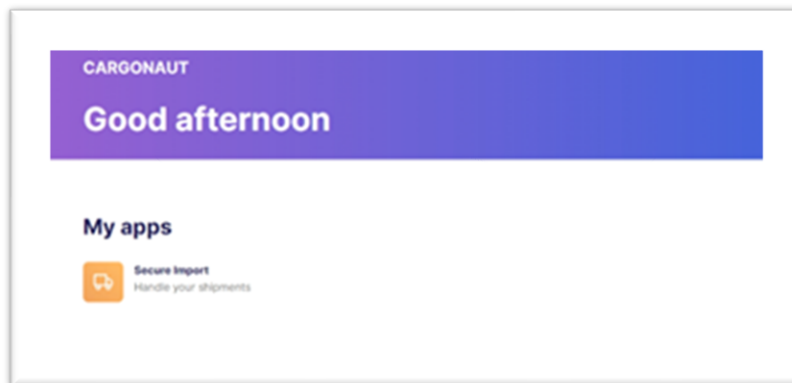 CARGONAUT
Good afternoon
My apps
Secure Import
Handle your shipments